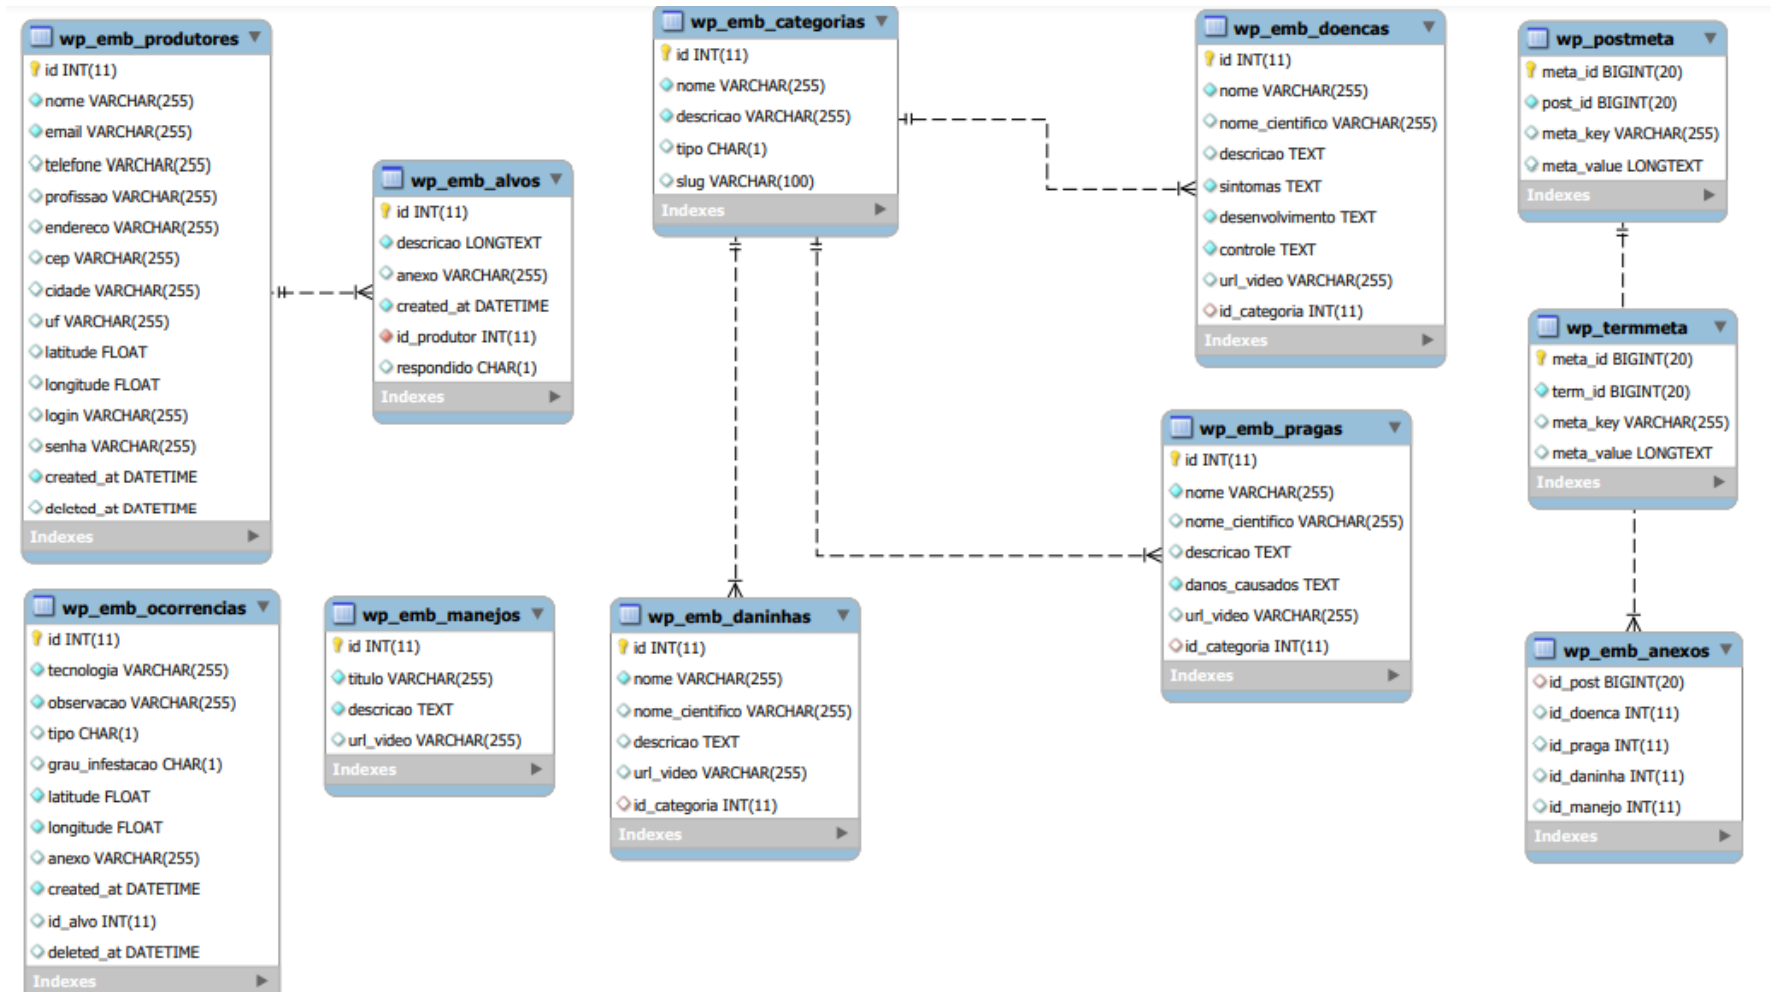 wp_emb_produtores
id INT(11)
nome VARCHAR(255)
email VARCHAR(255)
telefone VARCHAR(255)
profissao VARCHAR(255)
endereco VARCHAR(255)
cep VARCHAR(255)
cidade VARCHAR(255)
uf VARCHAR(255)
latitude FLOAT
longitude FLOAT
login VARCHAR(255)
senha VARCHAR(255)
created_at DATETIME
deleted_at DATETIME
Indexes
wp_emb_alvos
id INT(11)
descricao LONGTEXT
anexo VARCHAR(255)
created_at DATETIME
id_produtor INT(11)
respondido CHAR(1)
Indexes
wp_emb_categorias
id INT(11)
nome VARCHAR(255)
descricao VARCHAR(255)
tipo CHAR(1)
slug VARCHAR(100)
Indexes
wp_emb_doencas
id INT(11)
nome VARCHAR(255)
nome_cientifico VARCHAR(255)
descricao TEXT
sintomas TEXT
desenvolvimento TEXT
controle TEXT
url_video VARCHAR(255)
id_categoria INT(11)
Indexes
wp_postmeta
meta_id BIGINT(20)
post_id BIGINT(20)
meta_key VARCHAR(255)
meta_value LONGTEXT
Indexes
wp_termmeta
meta_id BIGINT(20)
term_id BIGINT(20)
meta_key VARCHAR(255)
meta_value LONGTEXT
Indexes
wp_emb_pragas
id INT(11)
nome VARCHAR(255)
nome_cientifico VARCHAR(255)
descricao TEXT
danos_causados TEXT
url_video VARCHAR(255)
id_categoria INT(11)
Indexes
wp_emb_ocorrencias
id INT(11)
tecnologia VARCHAR(255)
observacao VARCHAR(255)
tipo CHAR(1)
grau_infestacao CHAR(1)
latitude FLOAT
longitude FLOAT
anexo VARCHAR(255)
created_at DATETIME
id_alvo INT(11)
deleted_at DATETIME
Indexes
wp_emb_manejos
id INT(11)
titulo VARCHAR(255)
descricao TEXT
url_video VARCHAR(255)
Indexes
wp_emb_daninhas
id INT(11)
nome VARCHAR(255)
nome_cientifico VARCHAR(255)
descricao TEXT
url_video VARCHAR(255)
id_categoria INT(11)
Indexes
wp_emb_anexos
id_post BIGINT(20)
id_doenca INT(11)
id_praga INT(11)
id_daninha INT(11)
id_manejo INT(11)
Indexes